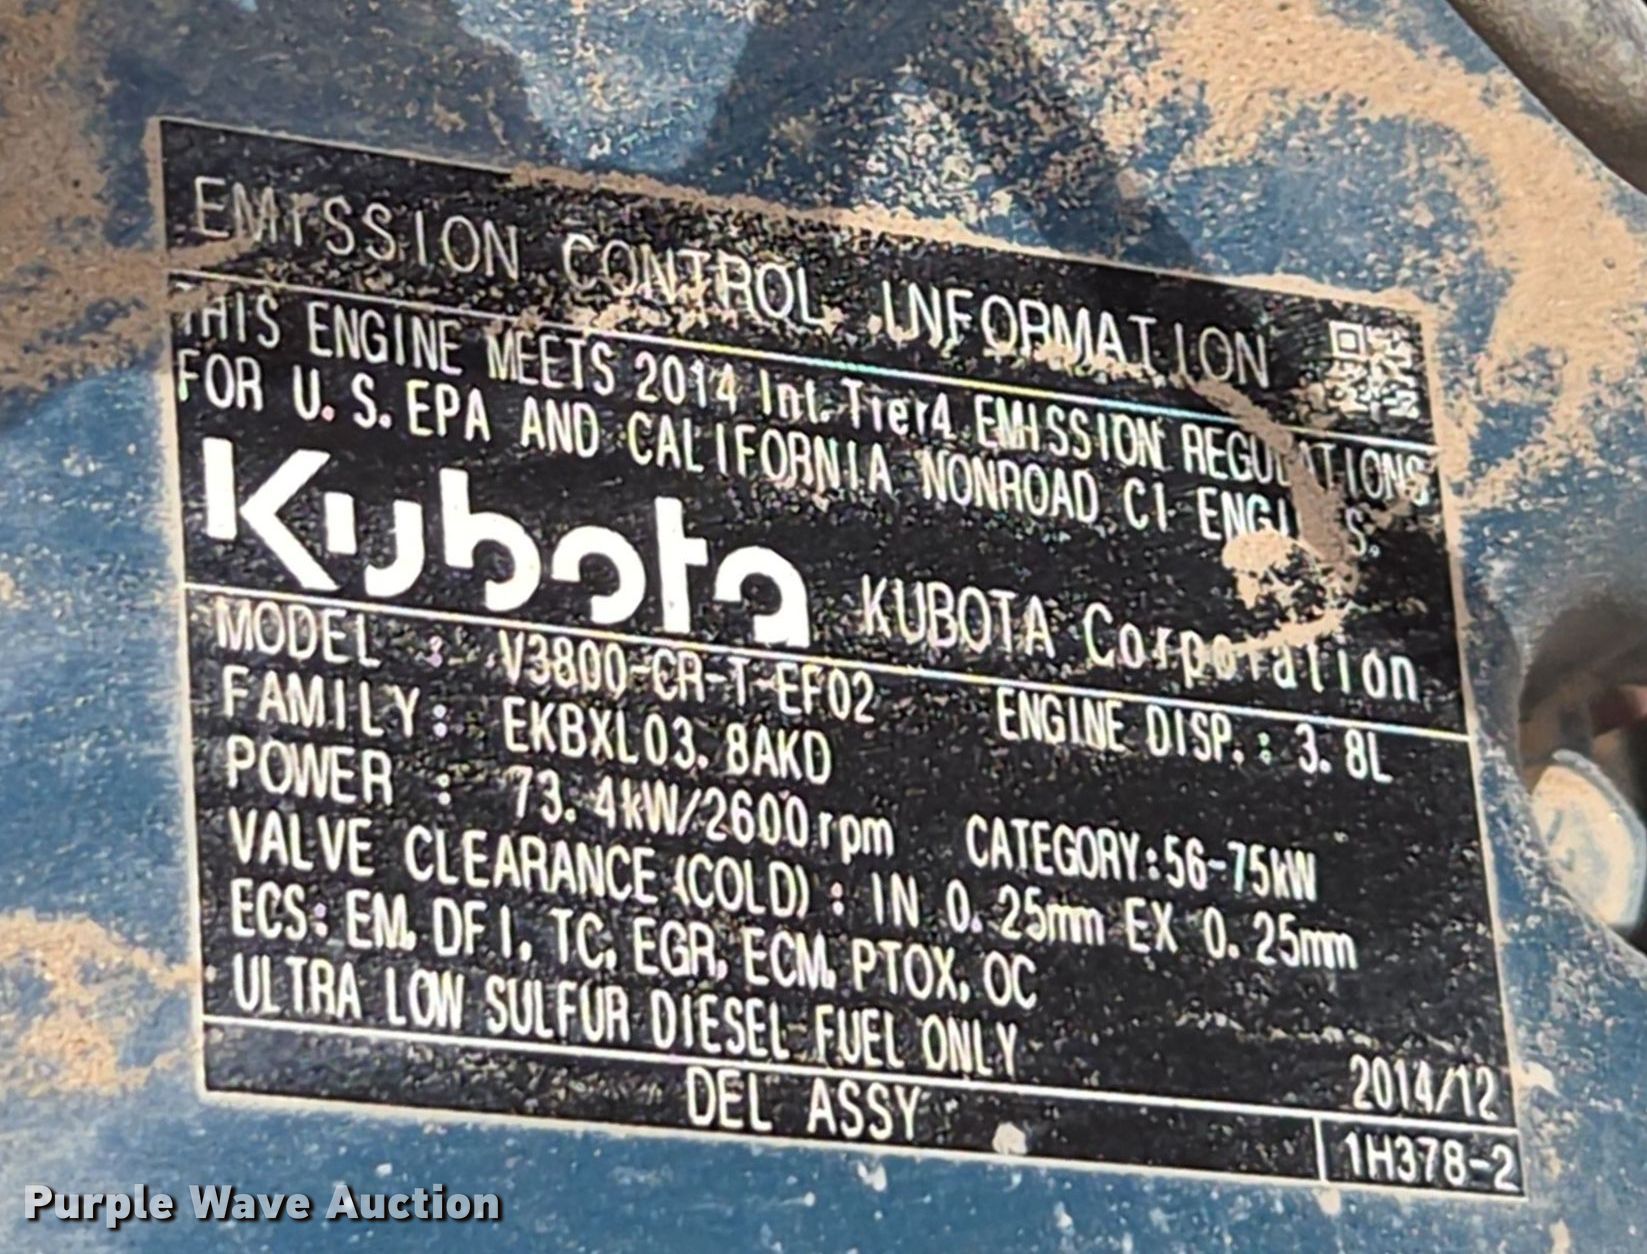 EMISSION CONTROL INFORMATION
THIS ENGINE MEETS 2014 Int. Tier4 EMISSION REGULATIONS
FOR U.S.EPA AND CALIFORNIA NONROAD CI ENGINES.
Kubota KUBOTA Corporation
MODEL : V3800-CR-T-EF02 ENGINE DISP.: 3.8L
FAMILY: EKBXL03.8AKD
POWER : 73.4kW/2600rpm CATEGORY:56-75kW
VALVE CLEARANCE(COLD): IN 0.25mm EX 0.25mm
ECS: EM, DFI, TC, EGR, ECM, PTOX, OC
ULTRA LOW SULFUR DIESEL FUEL ONLY
2014/12
DEL ASSY
1H378-2
Purple Wave Auction